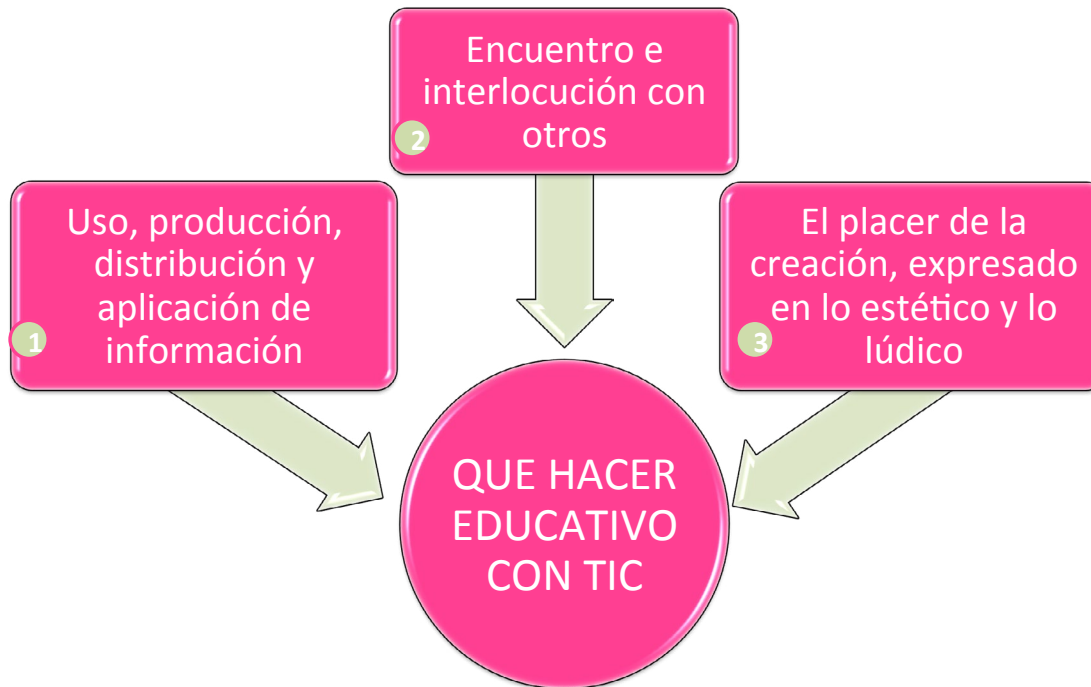 1
Uso, producción,
distribución y
aplicación de
información
2
Encuentro e
interlocución con
otros
3
El placer de la
creación, expresado
en lo estético y lo
lúdico
QUE HACER
EDUCATIVO
CON TIC